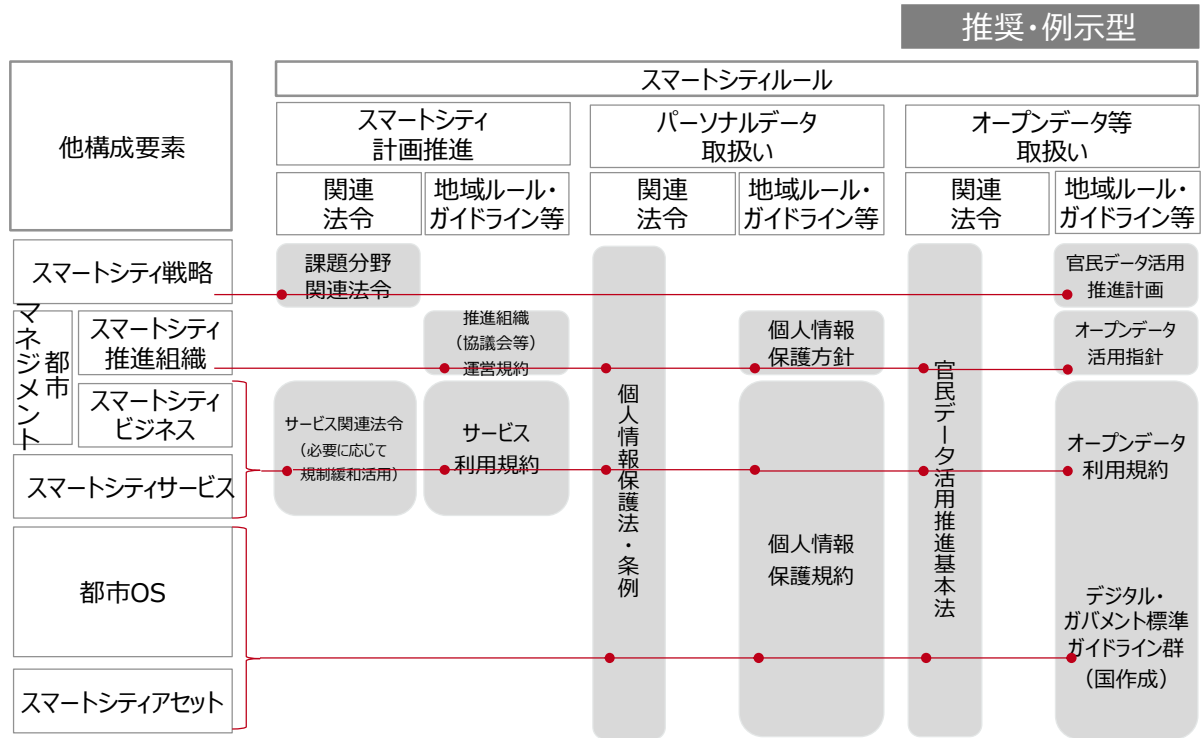 推奨・例示型
他構成要素
スマートシティルール
スマートシティ
計画推進
パーソナルデータ
取扱い
オープンデータ等
取扱い
関連
法令
地域ルール・
ガイドライン等
関連
法令
地域ルール・
ガイドライン等
関連
法令
地域ルール・
ガイドライン等
スマートシティ戦略
課題分野
関連法令
官民データ活用
推進計画
都市
マネジメント
スマートシティ
推進組織
推進組織
（協議会等）
運営規約
個人情報
保護方針
オープンデータ
活用指針
スマートシティ
ビジネス
スマートシティサービス
サービス関連法令
（必要に応じて
規制緩和活用）
サービス
利用規約
個人情報保護法・条例
官民データ活用推進基本法
オープンデータ
利用規約
都市OS
個人情報
保護規約
デジタル・
ガバメント標準
ガイドライン群
（国作成）
スマートシティアセット